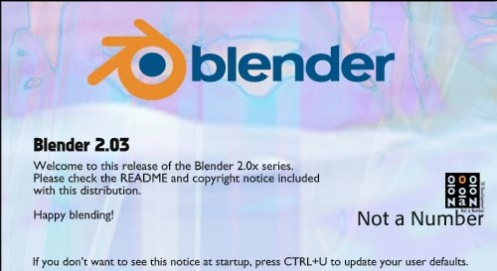 blender
Blender 2.03
Welcome to this release of the Blender 2.0x series.
Please check the README and copyright notice included
with this distribution.
Happy blending!
Not a Number
If you don't want to see this notice at startup, press CTRL+U to update your user defaults.